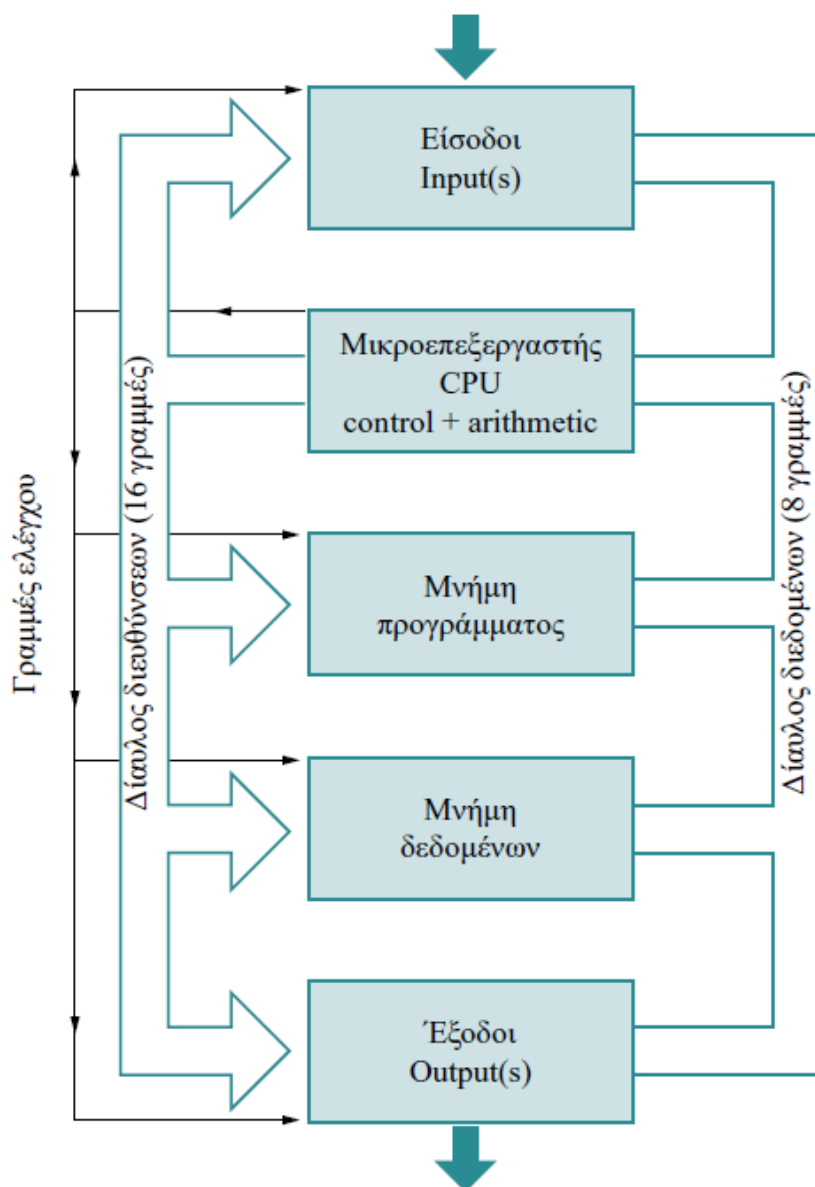 Είσοδοι
Input(s)
Μικροεπεξεργαστής
CPU
control + arithmetic
Μνήμη
προγράμματος
Μνήμη
δεδομένων
Έξοδοι
Output(s)
Γραμμές ελέγχου
Δίαυλος διευθύνσεων (16 γραμμές)
Δίαυλος διεδομένων (8 γραμμές)